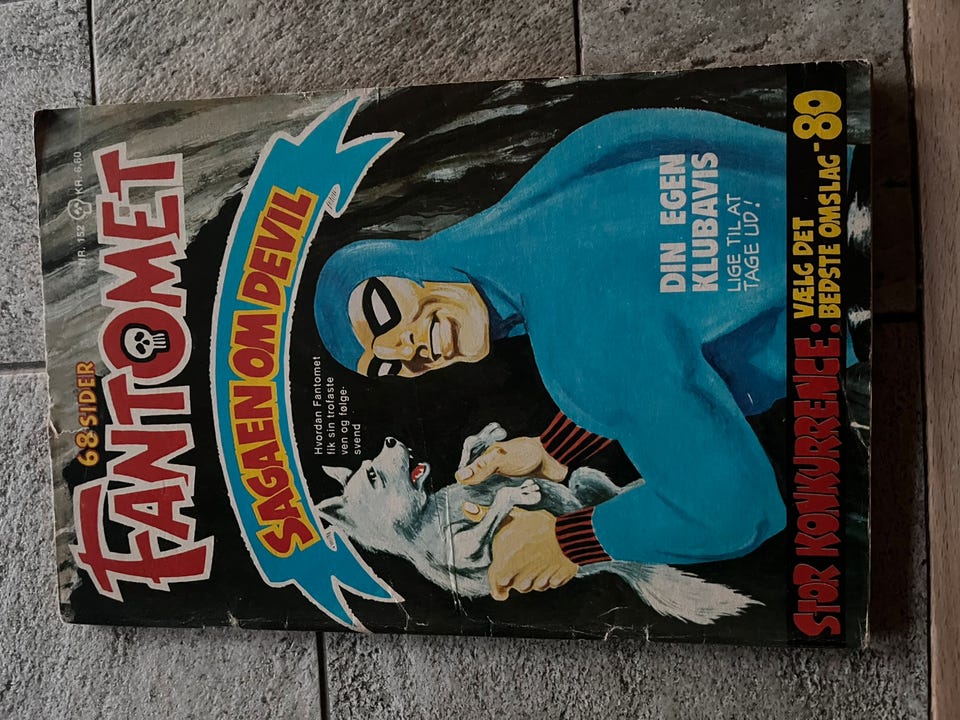 68 SIDER
NR. 152 KR. 6,60
FANTOMET
SAGAEN OM DEVIL
Hvordan Fantomet
fik sin trofaste
ven og følge-
svend
DIN EGEN
KLUBAVIS
LIGE TIL AT
TAGE UD!
STOR KONKURRENCE:
VÆLG DET
BEDSTE OMSLAG -80